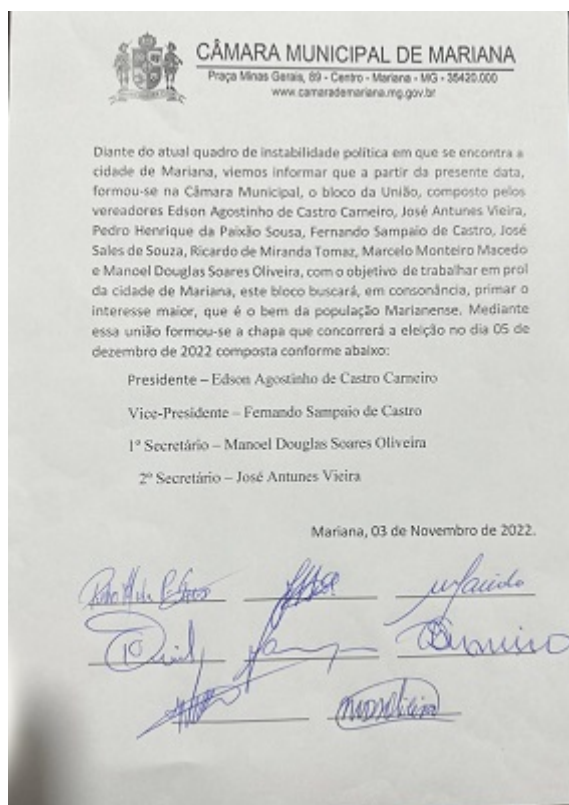 CÂMARA MUNICIPAL DE MARIANA
Praça Minas Gerais, 89 - Centro - Mariana - MG - 35420.000
www.camarademariana.mg.gov.br
Diante do atual quadro de instabilidade política em que se encontra a
cidade de Mariana, viemos informar que a partir da presente data,
formou-se na Câmara Municipal, o bloco da União, composto pelos
vereadores Edson Agostinho de Castro Carneiro, José Antunes Vieira,
Pedro Henrique da Paixão Sousa, Fernando Sampaio de Castro, José
Sales de Souza, Ricardo de Miranda Tomaz, Marcelo Monteiro Macedo
e Manoel Douglas Soares Oliveira, com o objetivo de trabalhar em prol
da cidade de Mariana, este bloco buscará, em consonância, primar o
interesse maior, que é o bem da população Marianense. Mediante
essa união formou-se a chapa que concorrerá a eleição no dia 05 de
dezembro de 2022 composta conforme abaixo:
Presidente – Edson Agostinho de Castro Carneiro
Vice-Presidente – Fernando Sampaio de Castro
1º Secretário – Manoel Douglas Soares Oliveira
2º Secretário – José Antunes Vieira
Mariana, 03 de Novembro de 2022.